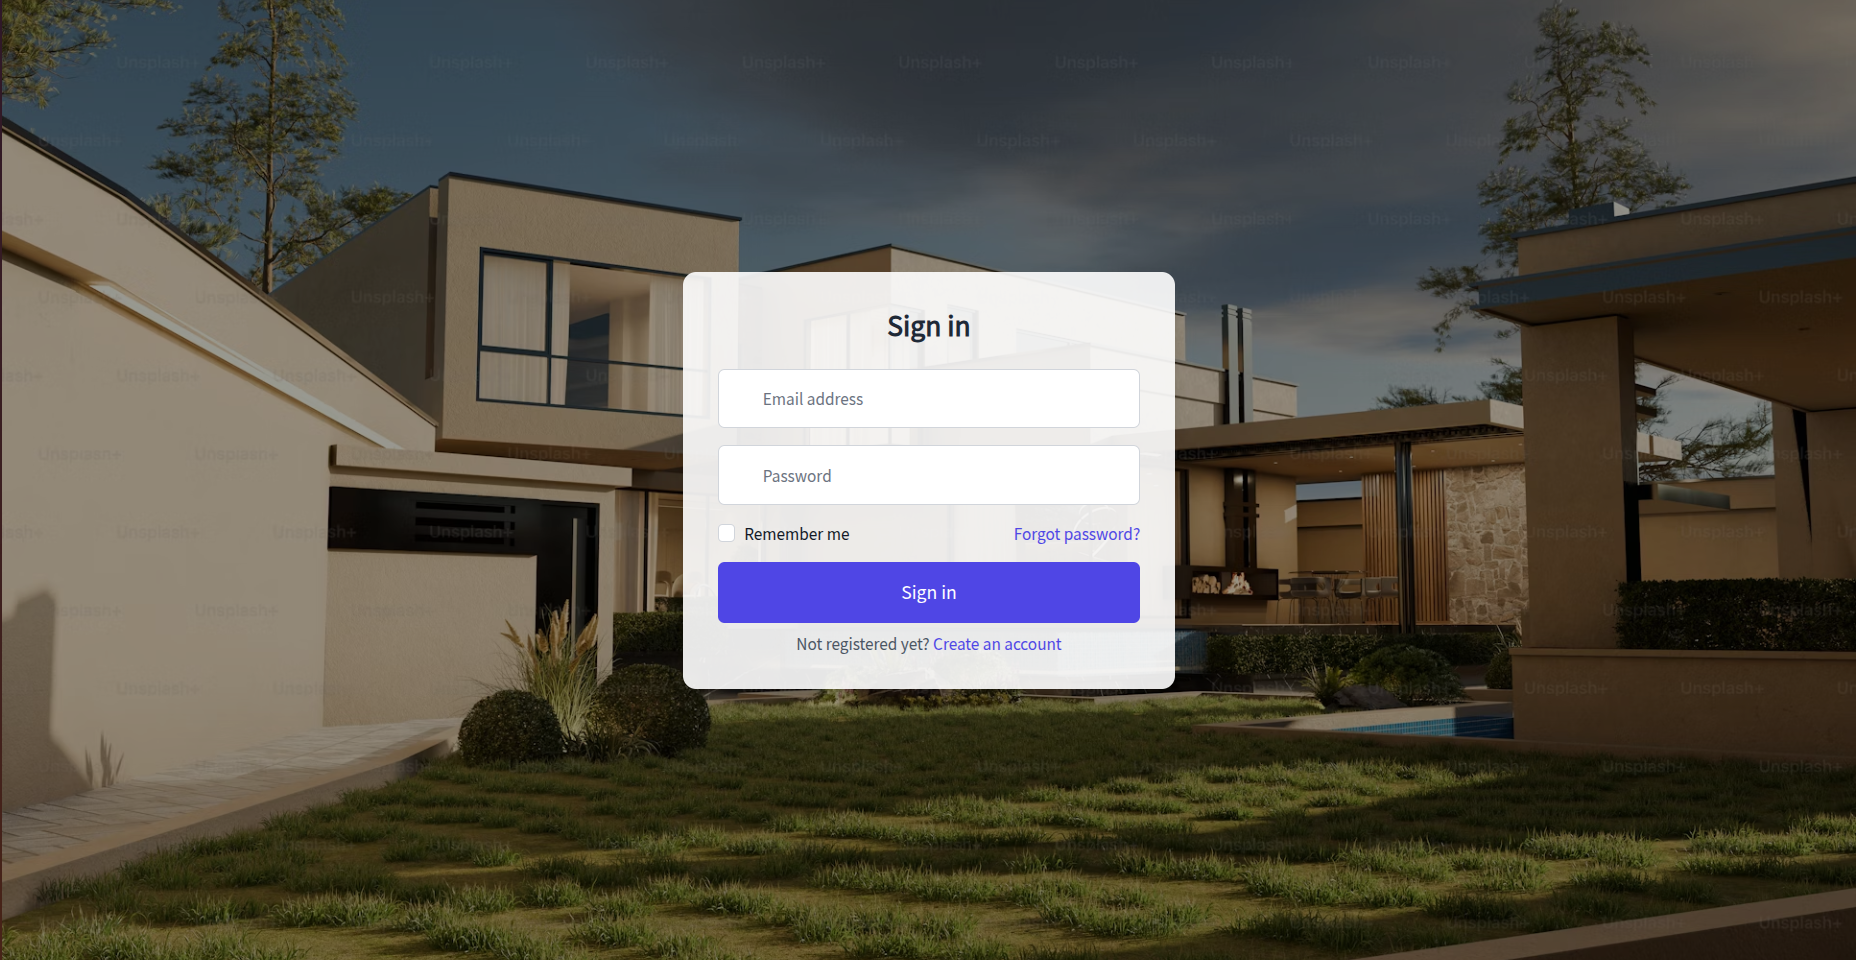 Sign in
Email address
Password
Remember me
Forgot password?
Sign in
Not registered yet? Create an account
Unsplash+